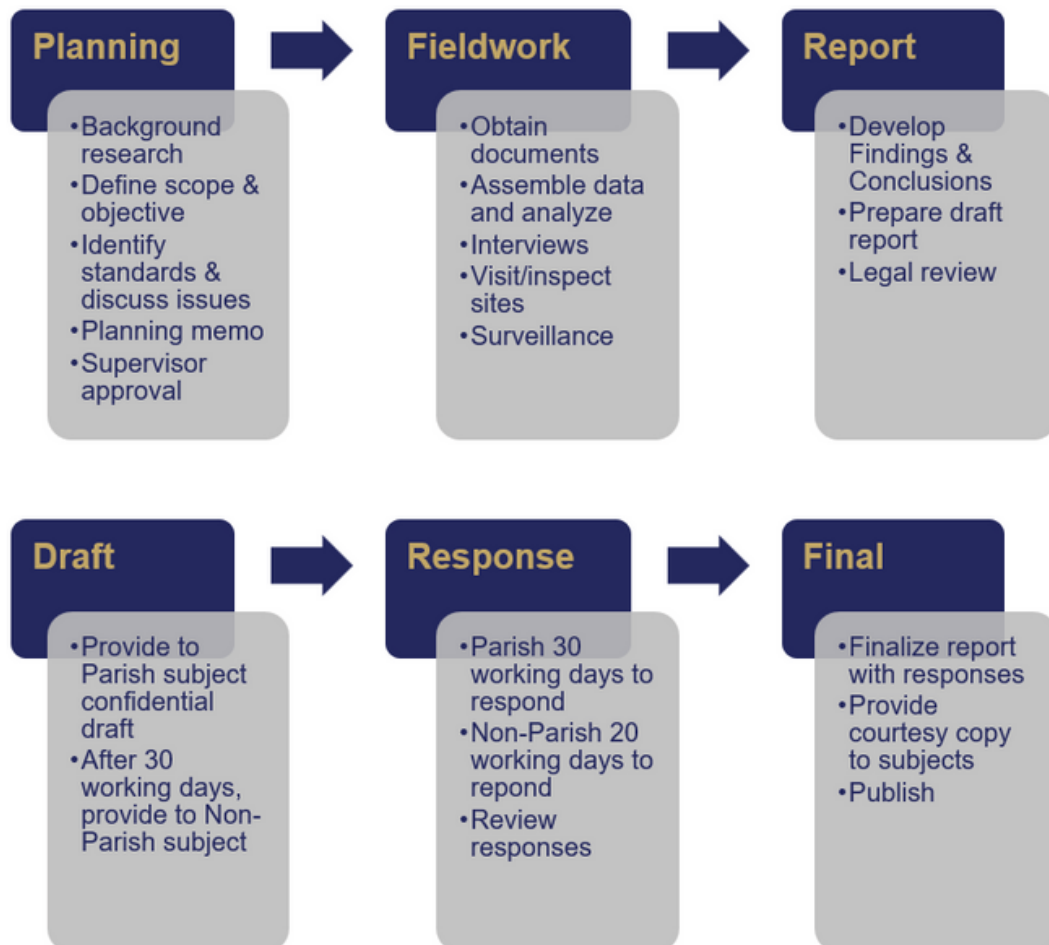 Planning
•Background
research
•Define scope &
objective
•Identify
standards &
discuss issues
•Planning memo
•Supervisor
approval
Fieldwork
•Obtain
documents
•Assemble data
and analyze
•Interviews
•Visit/inspect
sites
•Surveillance
Report
•Develop
Findings &
Conclusions
•Prepare draft
report
•Legal review
Draft
•Provide to
Parish subject
confidential
draft
•After 30
working days,
provide to Non-
Parish subject
Response
•Parish 30
working days to
respond
•Non-Parish 20
working days to
repond
•Review
responses
Final
•Finalize report
with responses
•Provide
courtesy copy
to subjects
•Publish